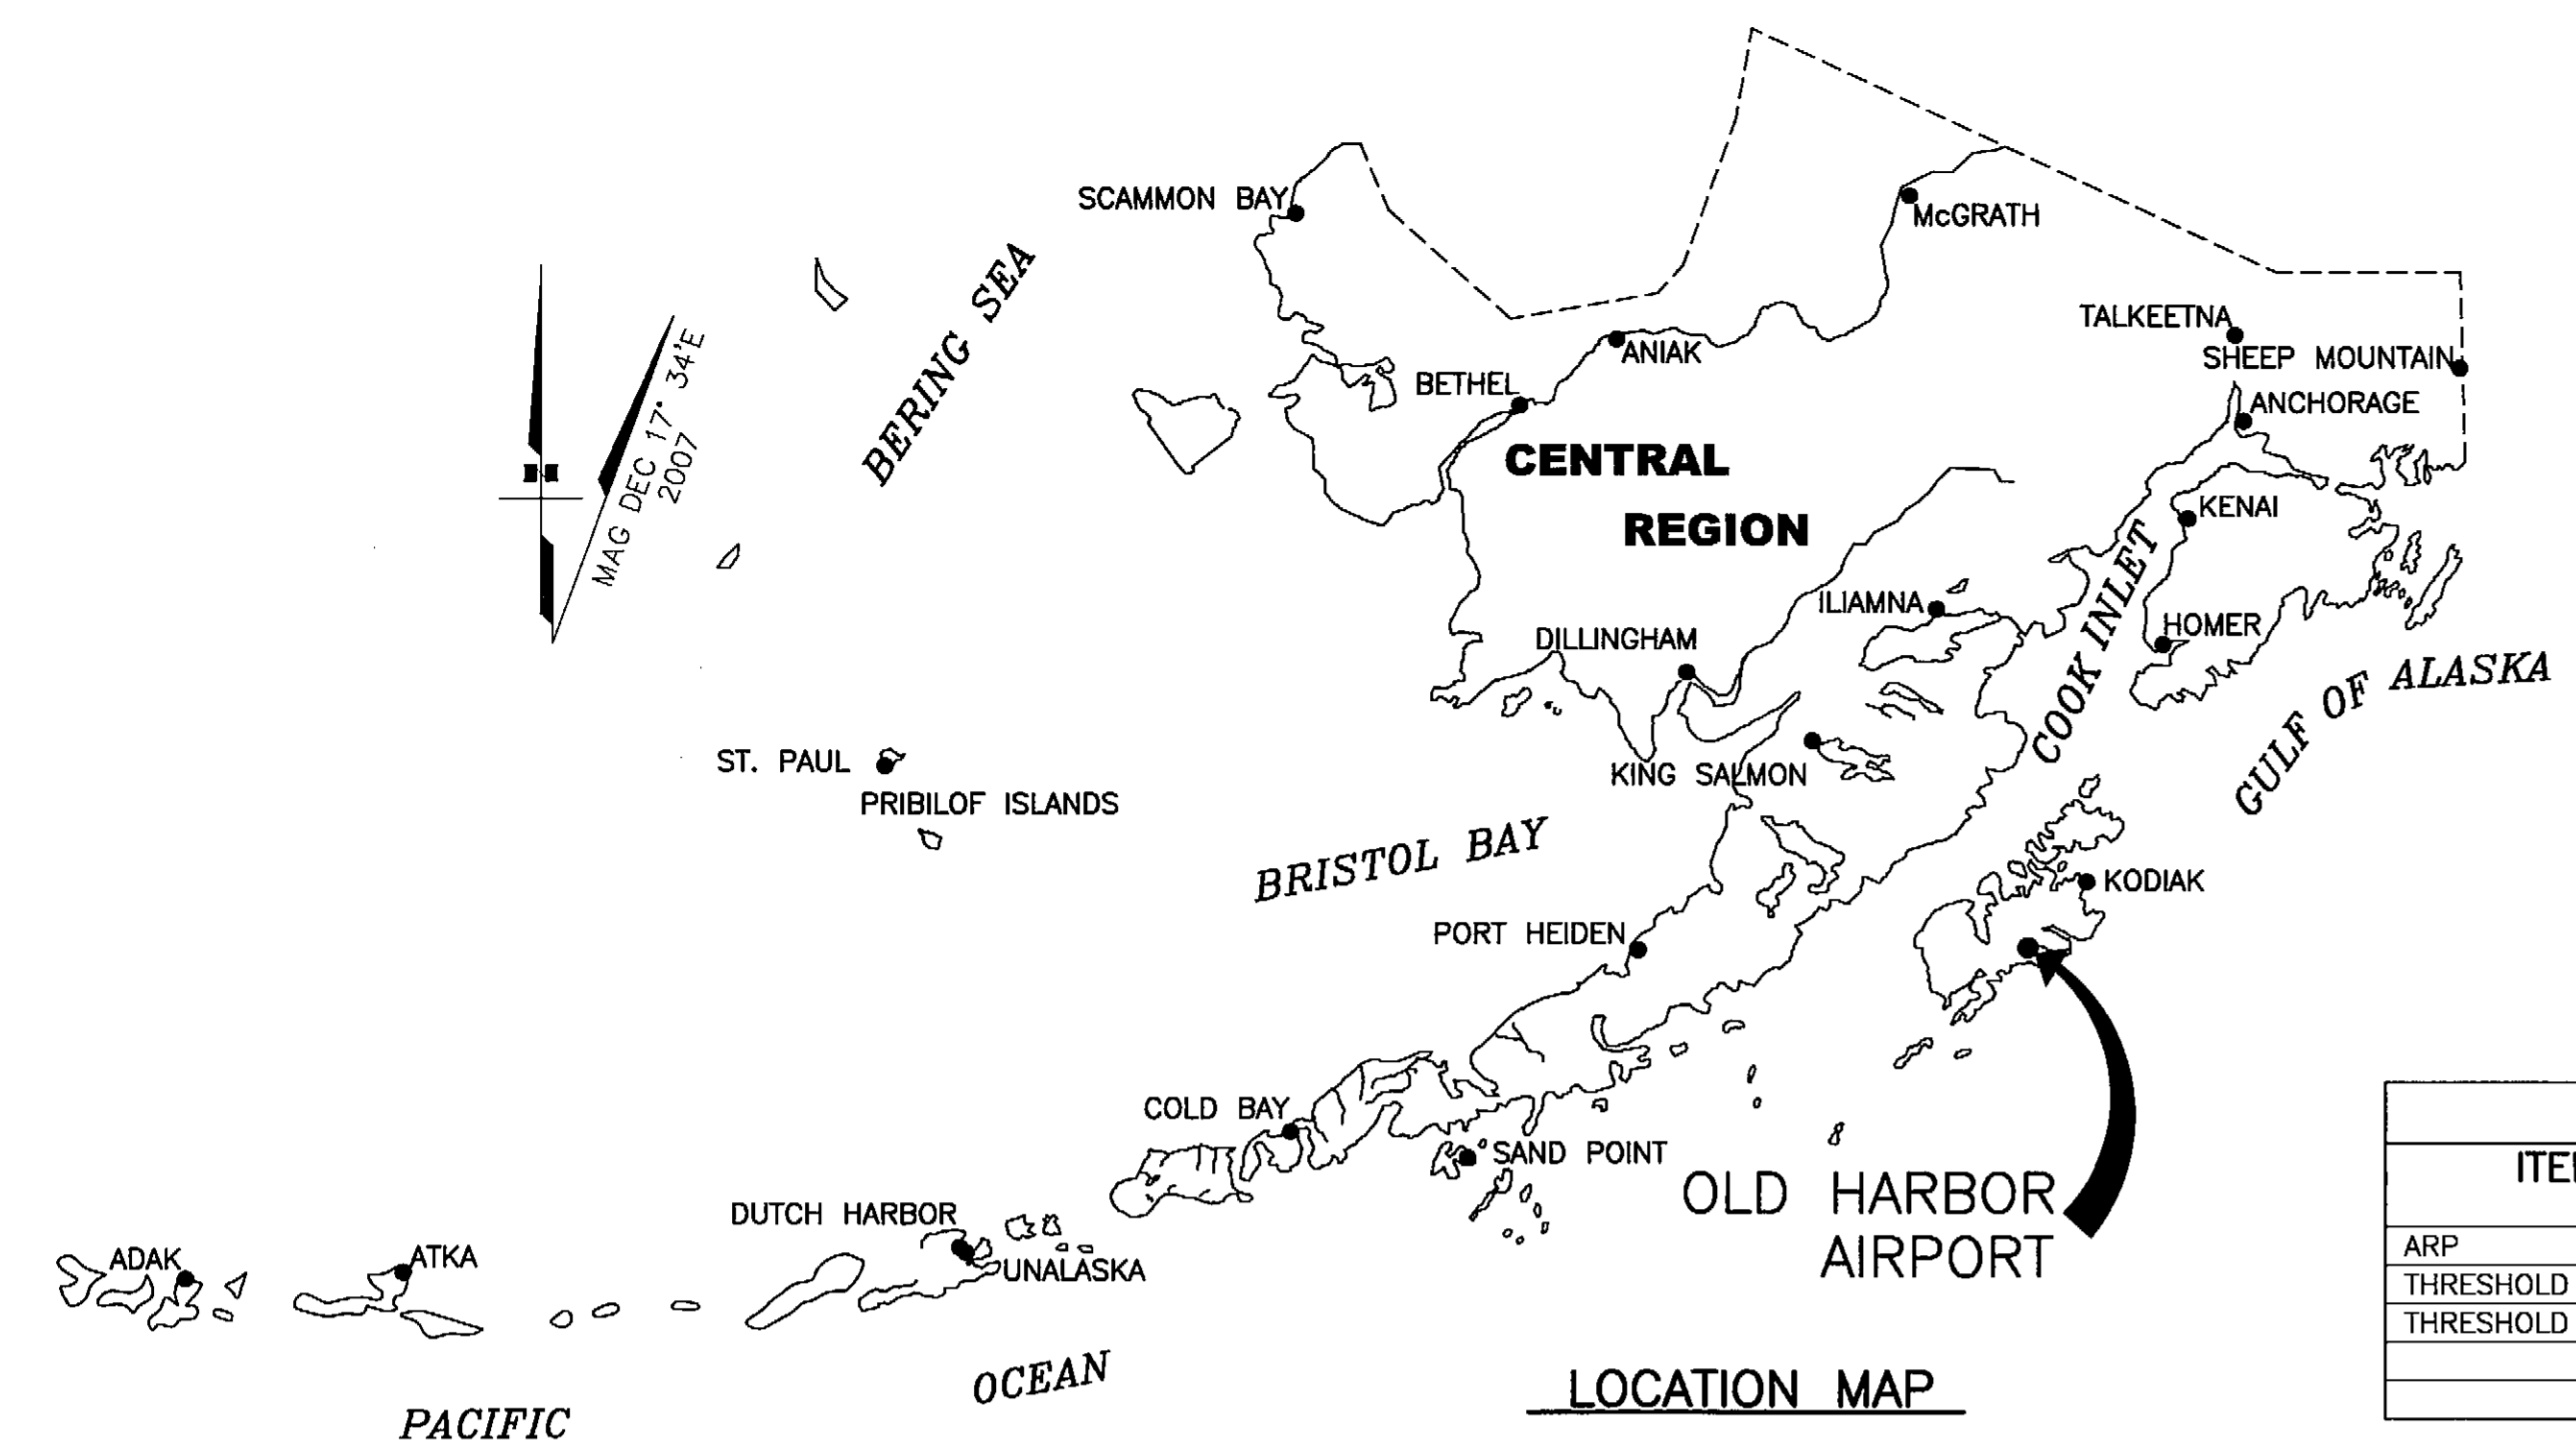 SCAMMON BAY
McGRATH
BERING SEA
MAG DEC 17° 34'E
2007
TALKEETNA
SHEEP MOUNTAIN
ANIAK
BETHEL
ANCHORAGE
CENTRAL
REGION
KENAI
COOK INLET
ILIAMNA
DILLINGHAM
HOMER
GULF OF ALASKA
ST. PAUL
KING SALMON
PRIBILOF ISLANDS
BRISTOL BAY
KODIAK
PORT HEIDEN
COLD BAY
SAND POINT
OLD HARBOR
AIRPORT
DUTCH HARBOR
UNALASKA
ADAK
ATKA
PACIFIC
OCEAN
LOCATION MAP
ARP
THRESHOLD
THRESHOLD